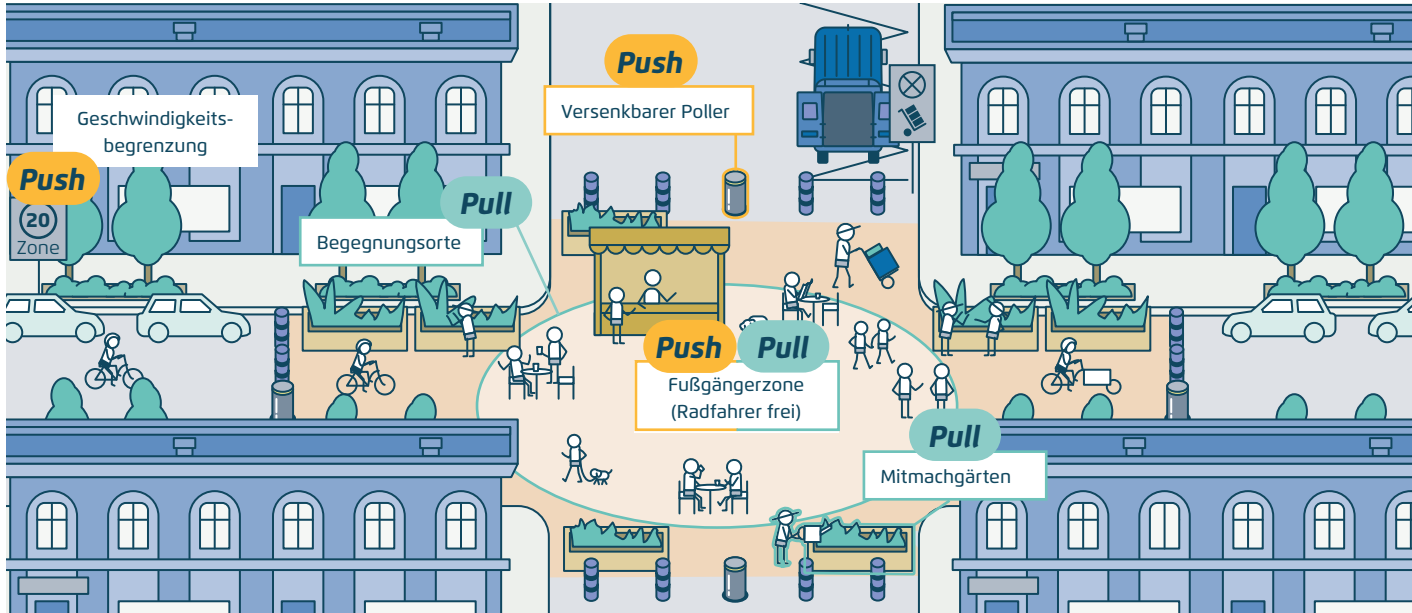 Push
Versenkbarer Poller
Geschwindigkeits-
begrenzung
Push
20
Zone
Pull
Begegnungsorte
Push
Pull
Fußgängerzone
(Radfahrer frei)
Pull
Mitmachgärten